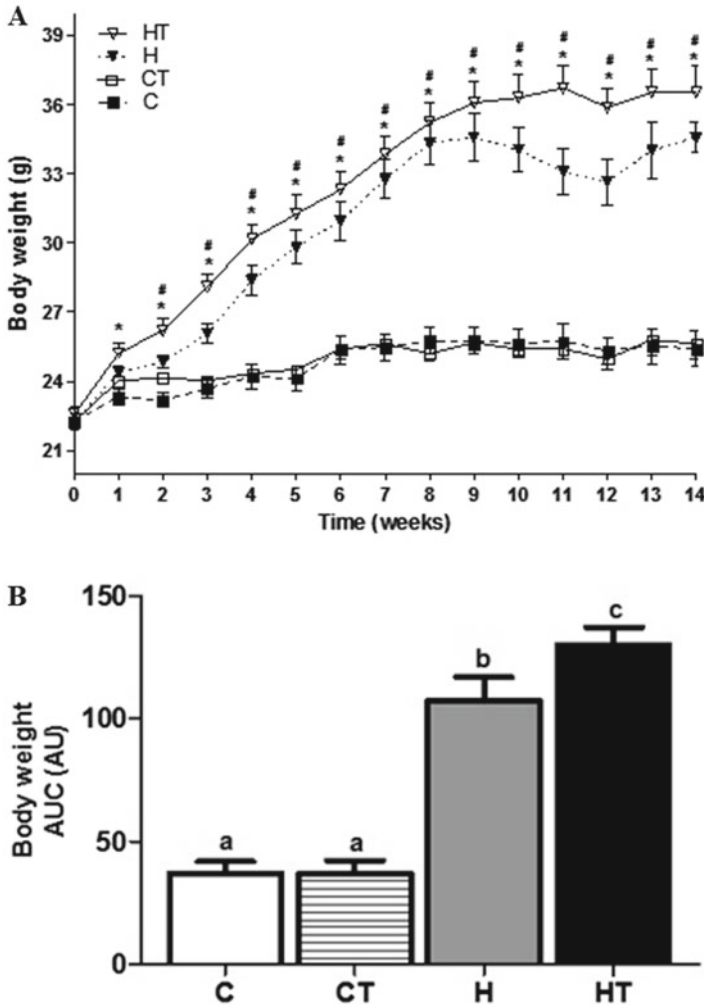 A
HT
H
CT
C
# # # # # # # # # # # # #
* * * * * * * * * * * * * *
Body weight (g)
39
36
33
30
27
24
21
0 1 2 3 4 5 6 7 8 9 10 11 12 13 14
Time (weeks)
B
Body weight
AUC (AU)
150
100
50
0
a a b c
C CT H HT